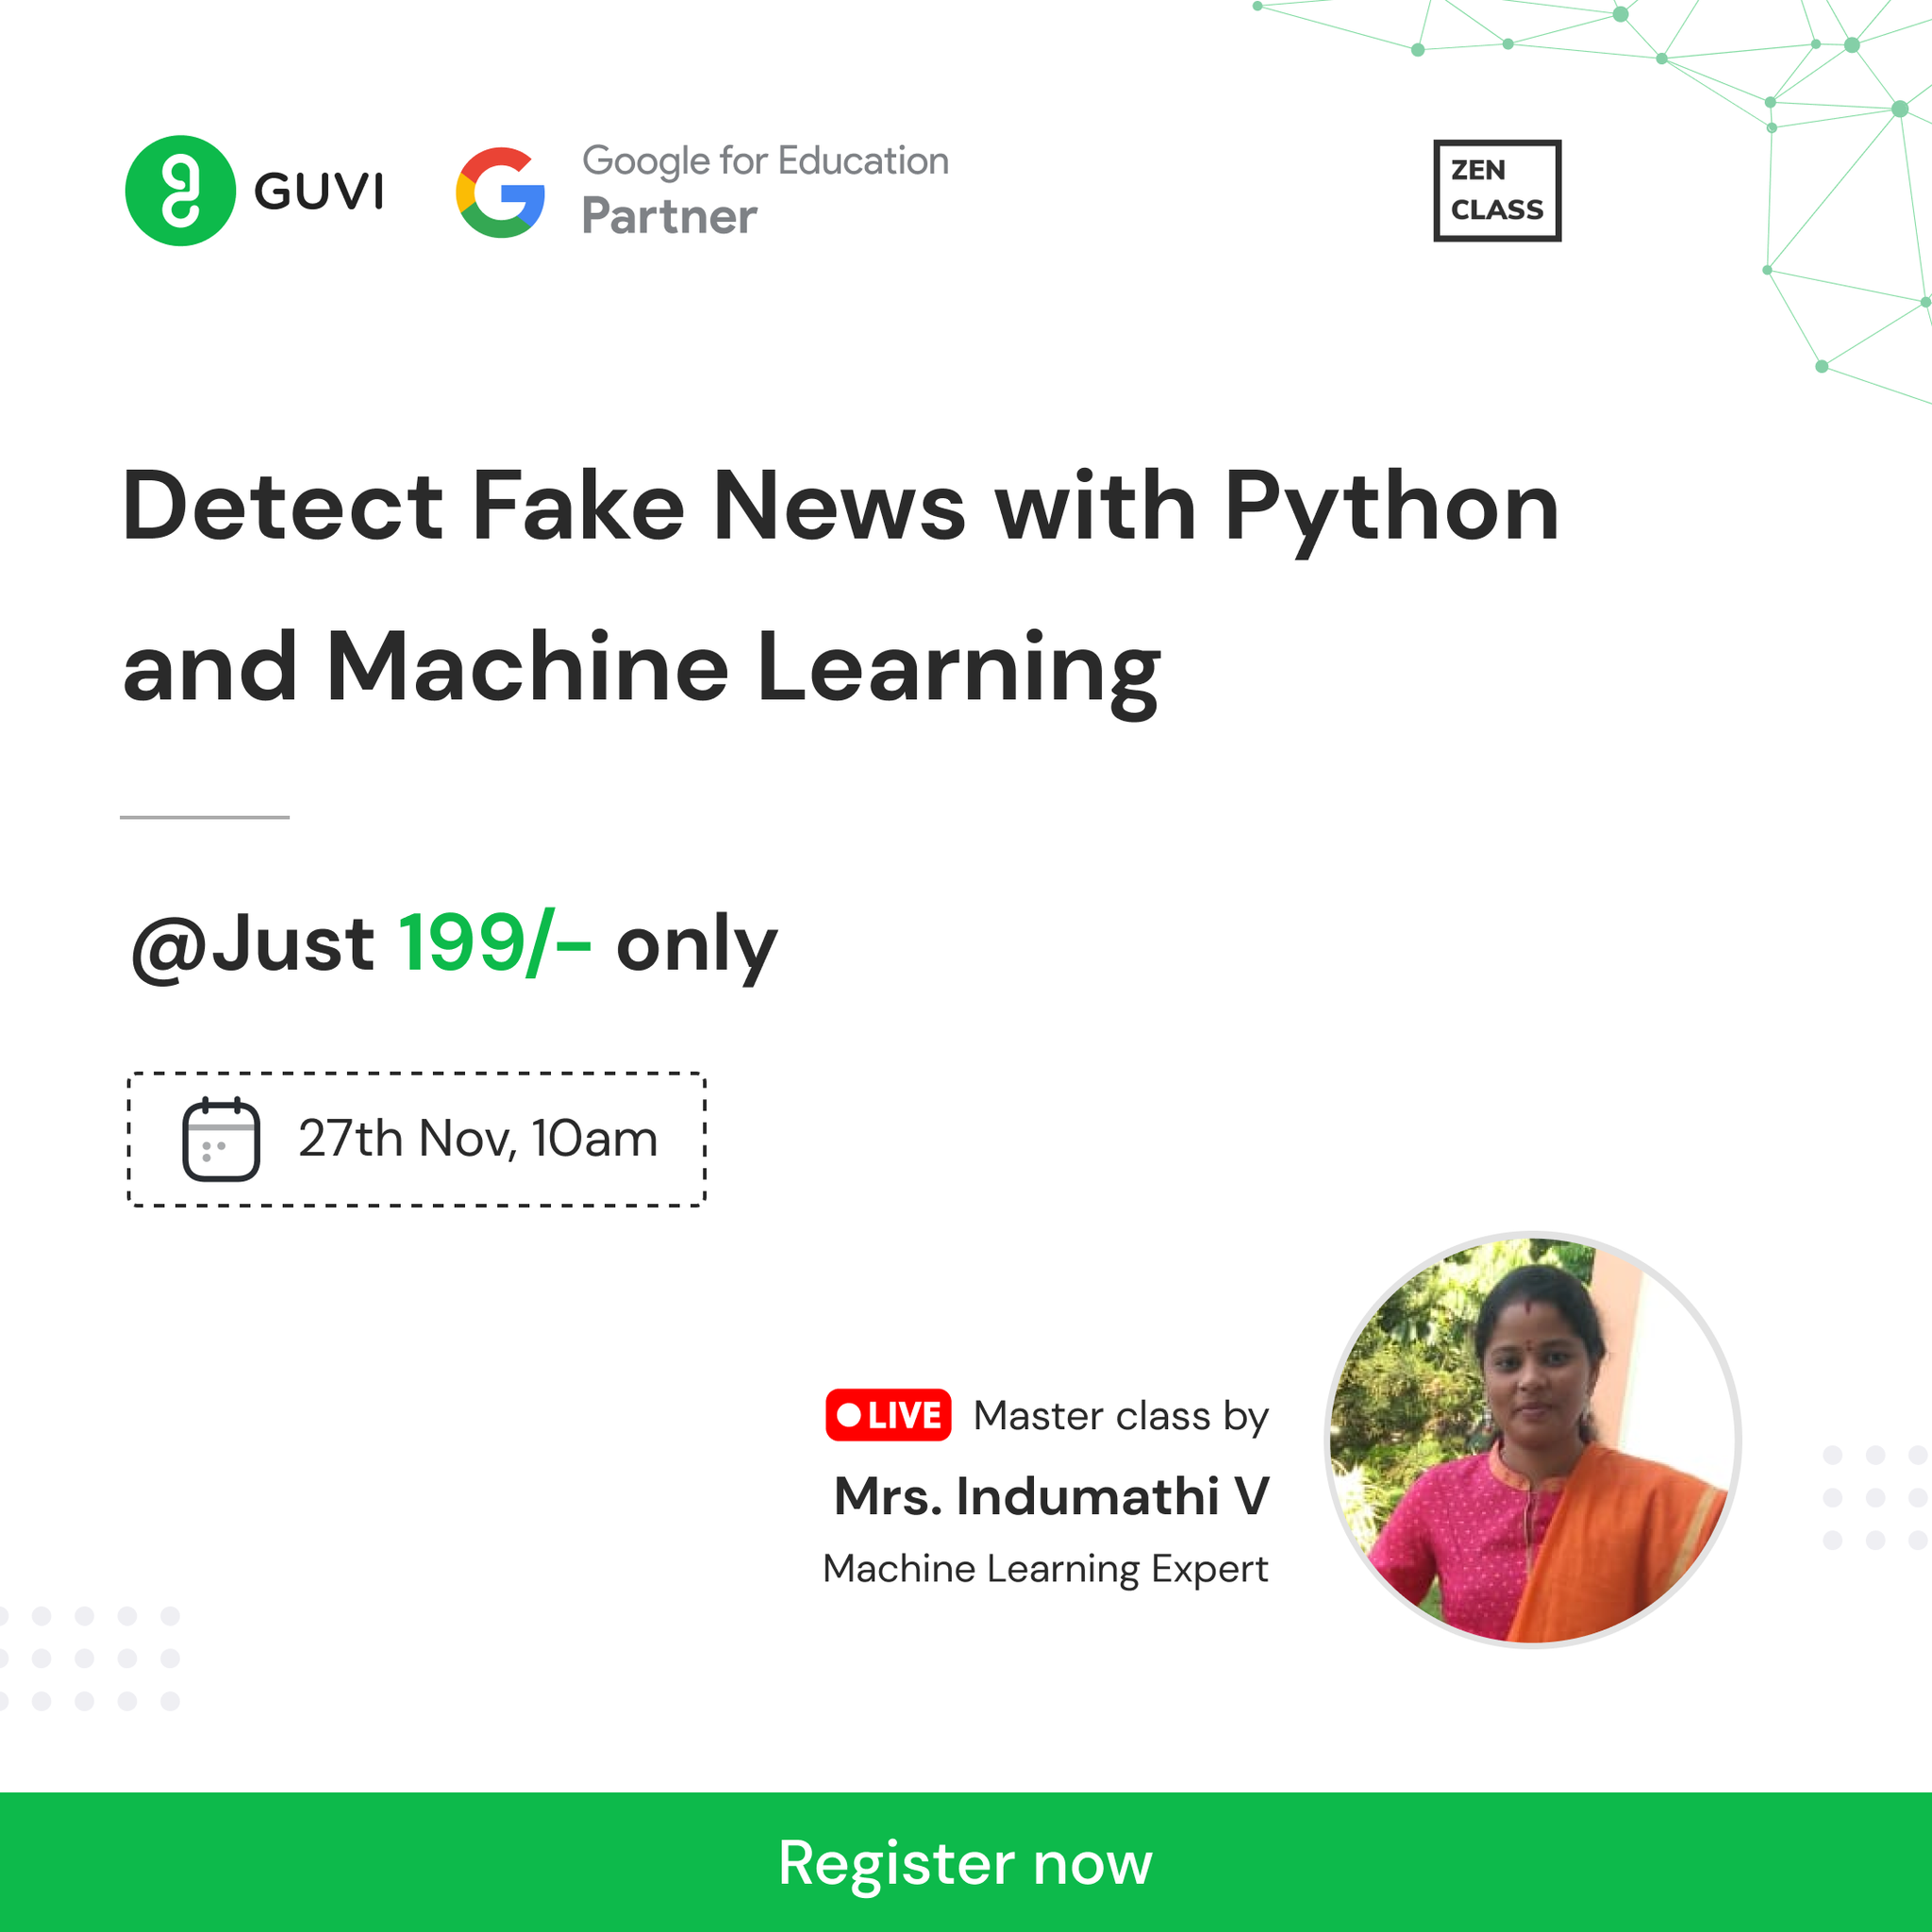 GUVI
Google for Education
Partner
ZEN
CLASS
Detect Fake News with Python
and Machine Learning
@Just 199/- only
27th Nov, 10am
LIVE Master class by
Mrs. Indumathi V
Machine Learning Expert
Register now